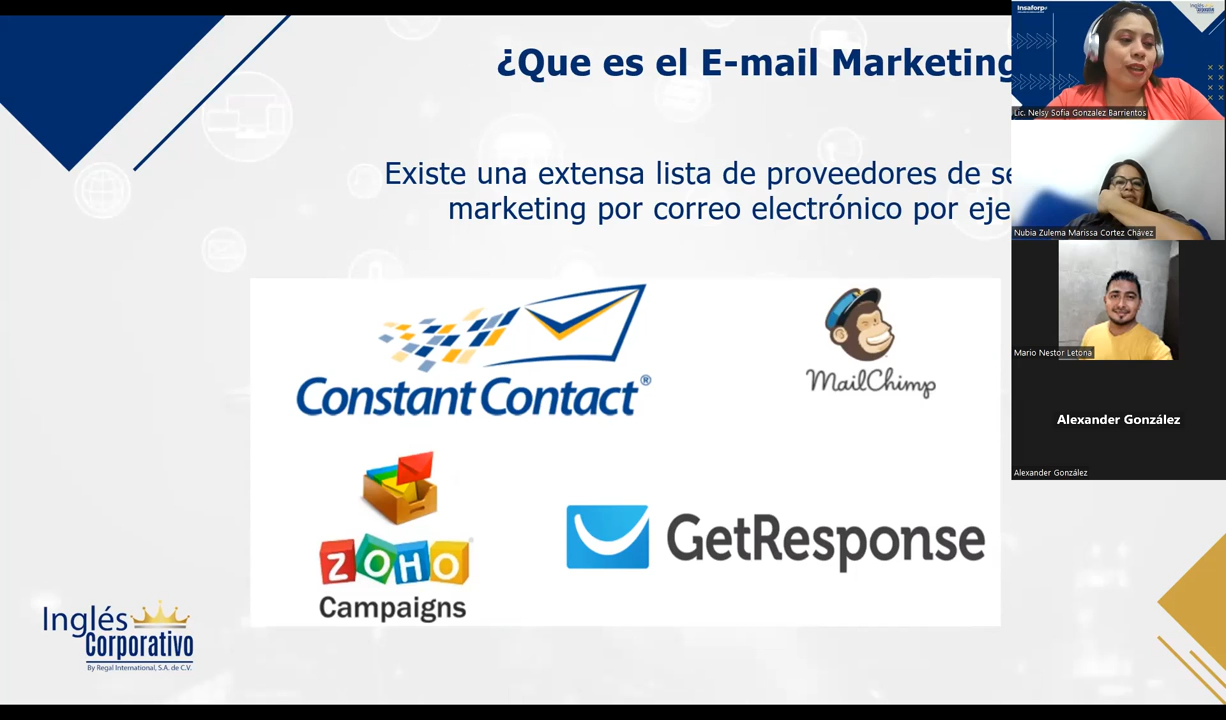 ¿Que es el E-mail Marketing
Existe una extensa lista de proveedores de se
marketing por correo electrónico por eje
Constant Contact®
MailChimp
ZOHO
Campaigns
GetResponse
Inglés
Corporativo
By Regal International, S.A. de C.V.
Insaforp
Lic. Nelsy Sofia Gonzalez Barrientos
Nubia Zulema Marissa Cortez Chávez
Mario Nestor Letona
Alexander González
Alexander González